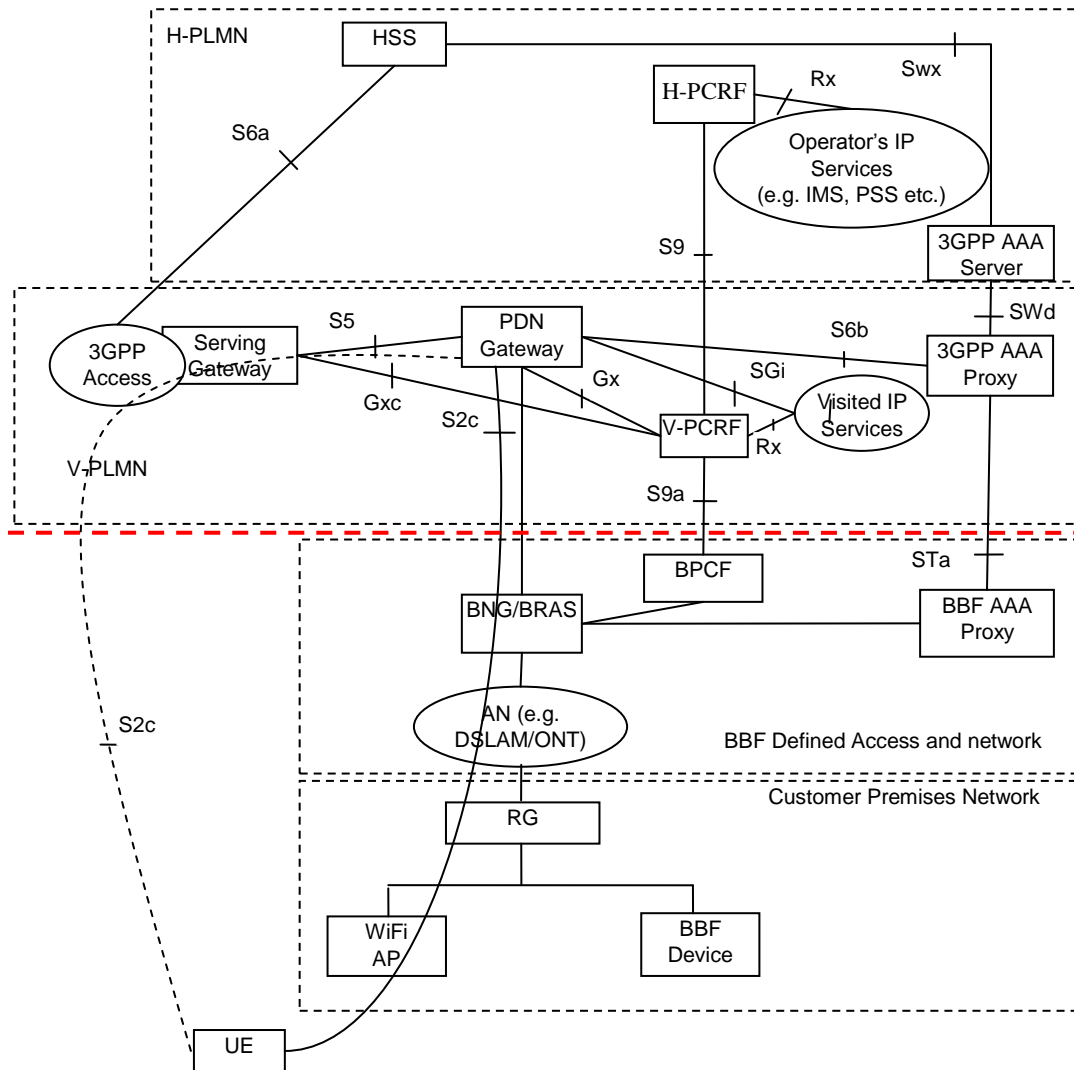 H-PLMN
HSS
Swx
Rx
H-PCRF
S6a
Operator's IP
Services
(e.g. IMS, PSS etc.)
S9
3GPP AAA
Server
SWd
S5
PDN
Gateway
S6b
3GPP
Access
Serving
Gateway
3GPP AAA
Proxy
Gxc
Gx
SGi
S2c
V-PCRF
Rx
Visited IP
Services
V-PLMN
S9a
BPCF
STa
BNG/BRAS
BBF AAA
Proxy
S2c
AN (e.g.
DSLAM/ONT)
BBF Defined Access and network
Customer Premises Network
RG
WiFi
AP
BBF
Device
UE